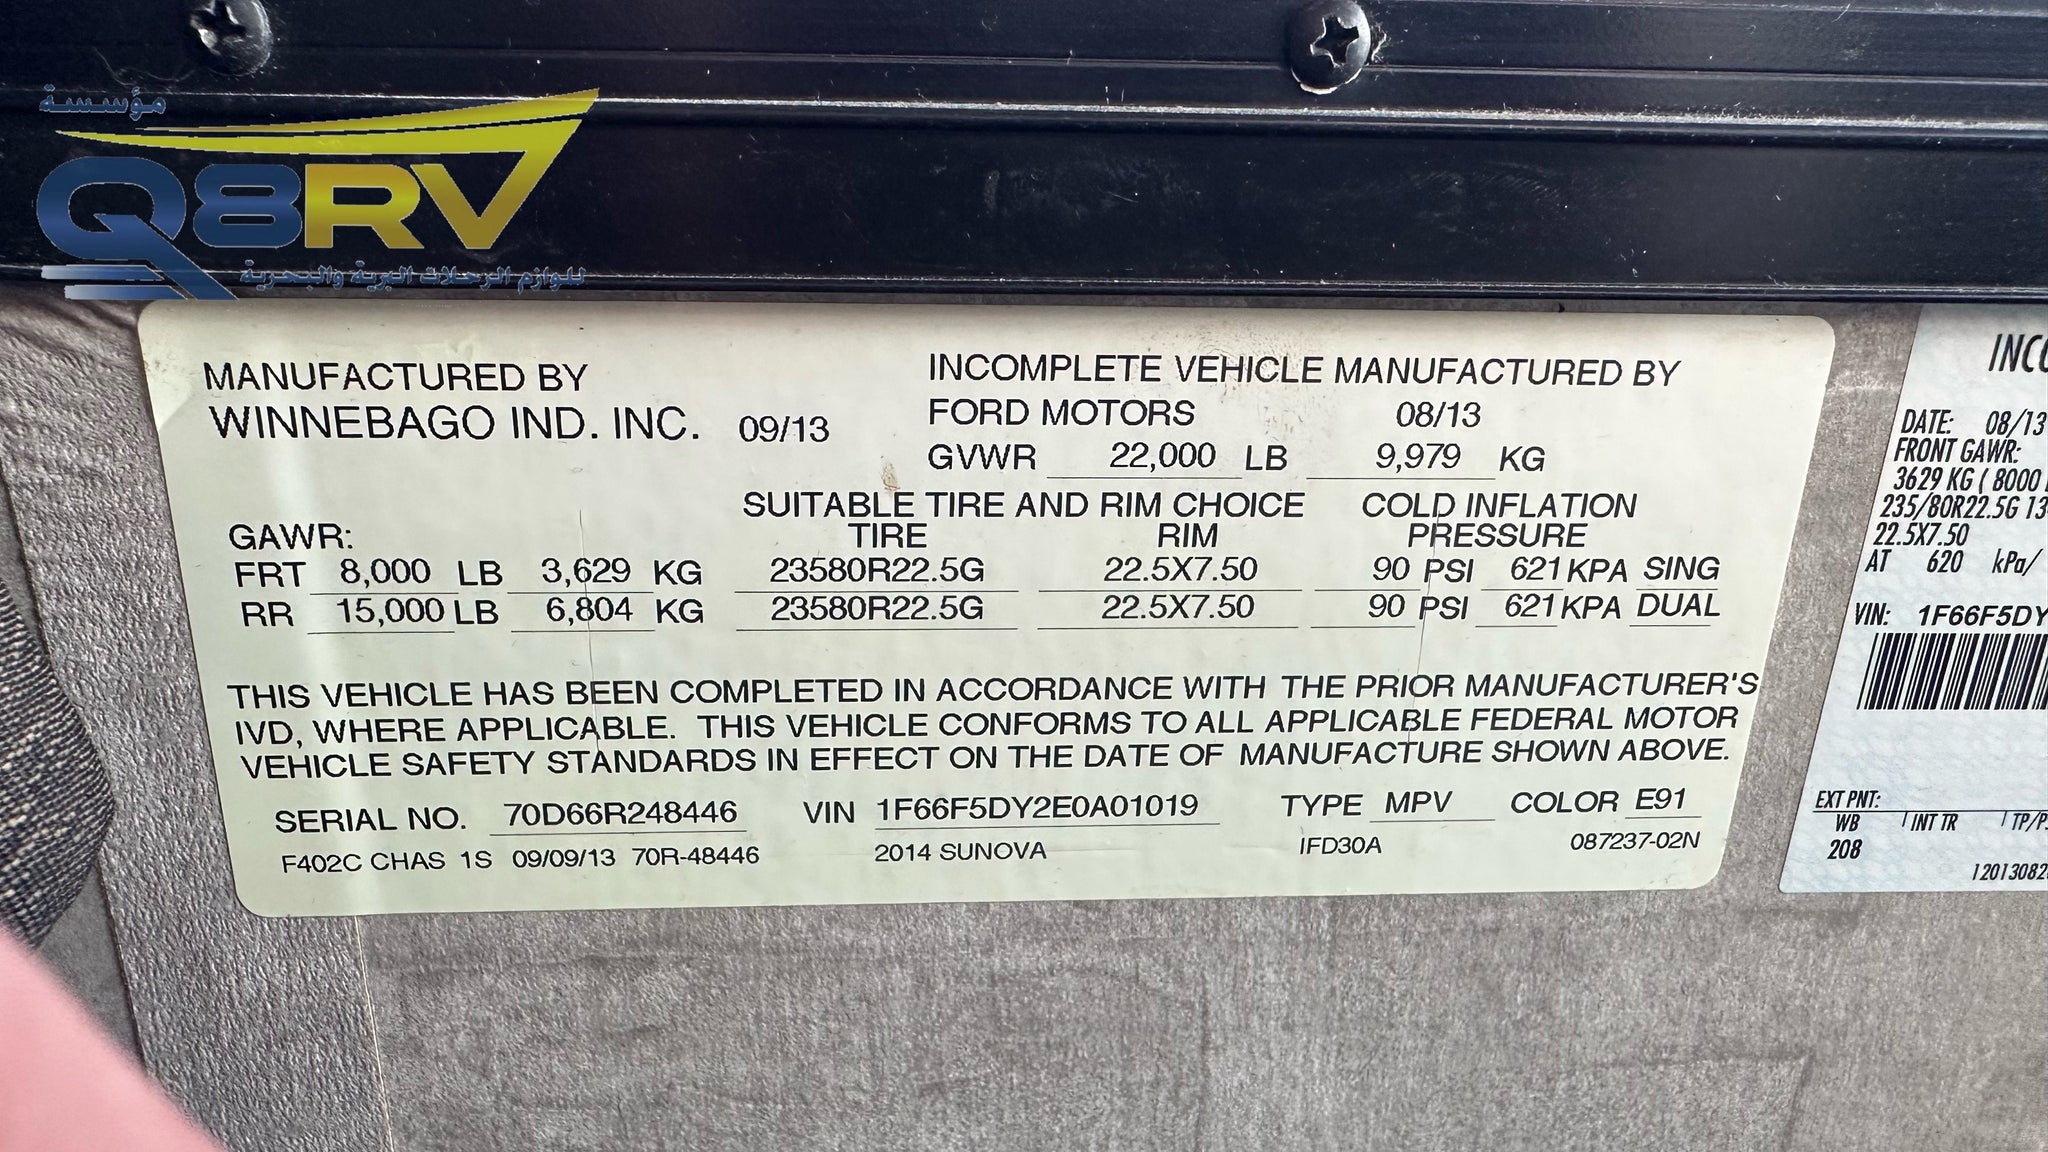 مؤسسة
Q8RV
للوازم الرحلات البرية والبحرية
MANUFACTURED BY
WINNEBAGO IND. INC. 09/13
INCOMPLETE VEHICLE MANUFACTURED BY
FORD MOTORS 08/13
GVWR 22,000 LB 9,979 KG
SUITABLE TIRE AND RIM CHOICE COLD INFLATION
GAWR: TIRE RIM PRESSURE
FRT 8,000 LB 3,629 KG 23580R22.5G 22.5X7.50 90 PSI 621 KPA SING
RR 15,000 LB 6,804 KG 23580R22.5G 22.5X7.50 90 PSI 621 KPA DUAL
THIS VEHICLE HAS BEEN COMPLETED IN ACCORDANCE WITH THE PRIOR MANUFACTURER'S
IVD, WHERE APPLICABLE. THIS VEHICLE CONFORMS TO ALL APPLICABLE FEDERAL MOTOR
VEHICLE SAFETY STANDARDS IN EFFECT ON THE DATE OF MANUFACTURE SHOWN ABOVE.
SERIAL NO. 70D66R248446 VIN 1F66F5DY2E0A01019 TYPE MPV COLOR E91
F402C CHAS 1S 09/09/13 70R-48446 2014 SUNOVA IFD30A 087237-02N
DATE: 08/13
FRONT GAWR:
3629 KG ( 8000
235/80R22.5G
22.5X7.50
AT 620 kPa/
VIN: 1F66F5DY
EXT PNT:
WB INT TR TP/P
208